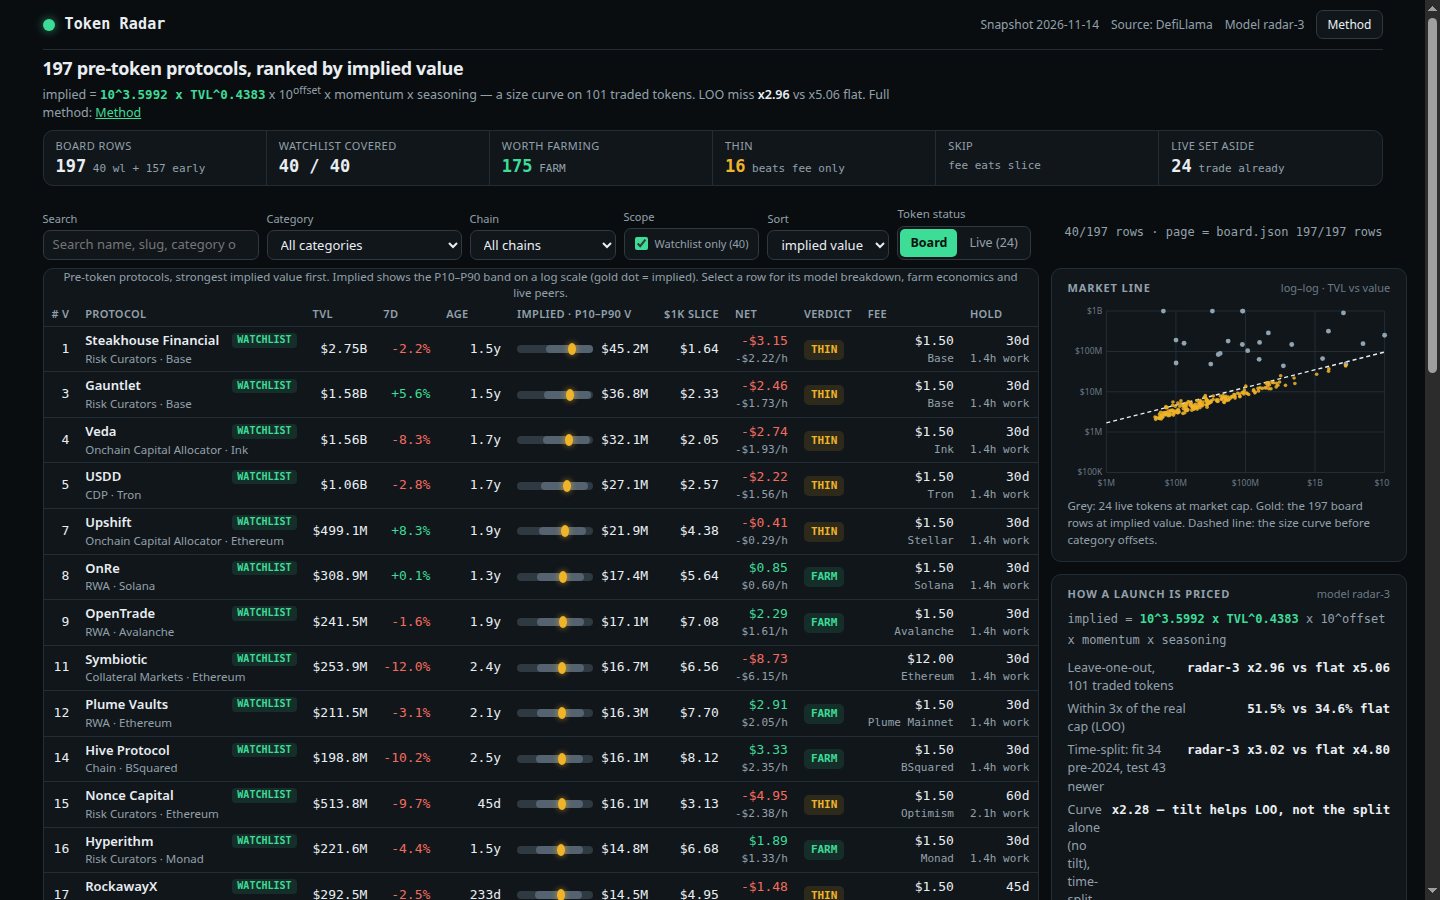 Token Radar
Snapshot 2026-11-14 Source: DefiLlama Model radar-3 Method
197 pre-token protocols, ranked by implied value
implied = 10^3.5992 x TVL^0.4383 x 10^offset x momentum x seasoning — a size curve on 101 traded tokens. LOO miss x2.96 vs x5.06 flat. Full
method: Method
BOARD ROWS
197 40 wl + 157 early
WATCHLIST COVERED
40 / 40
WORTH FARMING
175 FARM
THIN
16 beats fee only
SKIP
fee eats slice
LIVE SET ASIDE
24 trade already
Search
Search name, slug, category o
Category
All categories
Chain
All chains
Scope
Watchlist only (40)
Sort
implied value
Token status
Board Live (24)
40/197 rows · page = board.json 197/197 rows
Pre-token protocols, strongest implied value first. Implied shows the P10–P90 band on a log scale (gold dot = implied). Select a row for its model breakdown, farm economics and
live peers.
# V PROTOCOL TVL 7D AGE IMPLIED · P10–P90 V $1K SLICE NET VERDICT FEE HOLD
1 Steakhouse Financial WATCHLIST $2.75B -2.2% 1.5y $45.2M $1.64 -$3.15 THIN $1.50 30d
Risk Curators · Base -$2.22/h Base 1.4h work
3 Gauntlet WATCHLIST $1.58B +5.6% 1.5y $36.8M $2.33 -$2.46 THIN $1.50 30d
Risk Curators · Base -$1.73/h Base 1.4h work
4 Veda WATCHLIST $1.56B -8.3% 1.7y $32.1M $2.05 -$2.74 THIN $1.50 30d
Onchain Capital Allocator · Ink -$1.93/h Ink 1.4h work
5 USDD WATCHLIST $1.06B -2.8% 1.7y $27.1M $2.57 -$2.22 THIN $1.50 30d
CDP · Tron -$1.56/h Tron 1.4h work
7 Upshift WATCHLIST $499.1M +8.3% 1.9y $21.9M $4.38 -$0.41 THIN $1.50 30d
Onchain Capital Allocator · Ethereum -$0.29/h Stellar 1.4h work
8 OnRe WATCHLIST $308.9M +0.1% 1.3y $17.4M $5.64 $0.85 FARM $1.50 30d
RWA · Solana $0.60/h Solana 1.4h work
9 OpenTrade WATCHLIST $241.5M -1.6% 1.9y $17.1M $7.08 $2.29 FARM $1.50 30d
RWA · Avalanche $1.61/h Avalanche 1.4h work
11 Symbiotic WATCHLIST $253.9M -12.0% 2.4y $16.7M $6.56 -$8.73 $12.00 30d
Collateral Markets · Ethereum -$6.15/h Ethereum 1.4h work
12 Plume Vaults WATCHLIST $211.5M -3.1% 2.1y $16.3M $7.70 $2.91 FARM $1.50 30d
RWA · Ethereum $2.05/h Plume Mainnet 1.4h work
14 Hive Protocol WATCHLIST $198.8M -10.2% 2.5y $16.1M $8.12 $3.33 FARM $1.50 30d
Chain · BSquared $2.35/h BSquared 1.4h work
15 Nonce Capital WATCHLIST $513.8M -9.7% 45d $16.1M $3.13 -$4.95 THIN $1.50 60d
Risk Curators · Ethereum -$2.38/h Optimism 2.1h work
16 Hyperithm WATCHLIST $221.6M -4.4% 1.5y $14.8M $6.68 $1.89 FARM $1.50 30d
Risk Curators · Monad $1.33/h Monad 1.4h work
17 RockawayX WATCHLIST $292.5M -2.5% 233d $14.5M $4.95 -$1.48 THIN $1.50 45d
MARKET LINE log–log · TVL vs value
$1B
$100M
$10M
$1M
$100K
$1M $10M $100M $1B $10
Grey: 24 live tokens at market cap. Gold: the 197 board
rows at implied value. Dashed line: the size curve before
category offsets.
HOW A LAUNCH IS PRICED model radar-3
implied = 10^3.5992 x TVL^0.4383 x 10^offset
x momentum x seasoning
Leave-one-out, radar-3 x2.96 vs flat x5.06
101 traded tokens
Within 3x of the real 51.5% vs 34.6% flat
cap (LOO)
Time-split: fit 34 radar-3 x3.02 vs flat x4.80
pre-2024, test 43
newer
Curve x2.28 — tilt helps LOO, not the split
alone
(no
tilt),
time-
split